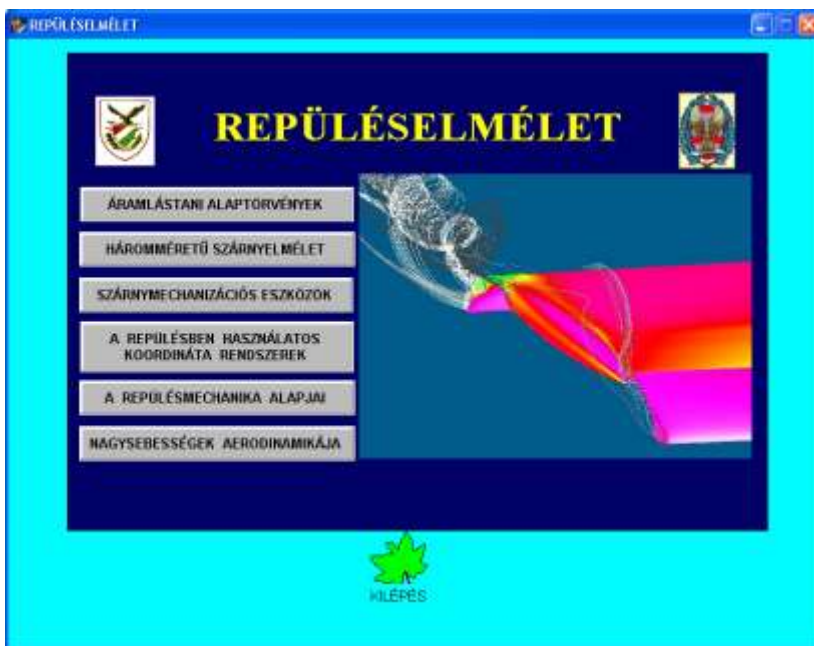 REPÜLÉSELMÉLET
REPÜLÉSELMÉLET
ÁRAMLÁSTANI ALAPTÖRVÉNYEK
HÁROMMÉRETŰ SZÁRNYELMÉLET
SZÁRNYMECHANIZÁCIÓS ESZKÖZÖK
A REPÜLÉSBEN HASZNÁLATOS
KOORDINÁTA RENDSZEREK
A REPÜLÉSMECHANIKA ALAPJAI
NAGYSEBESSÉGEK AERODINAMIKÁJA
KILÉPÉS